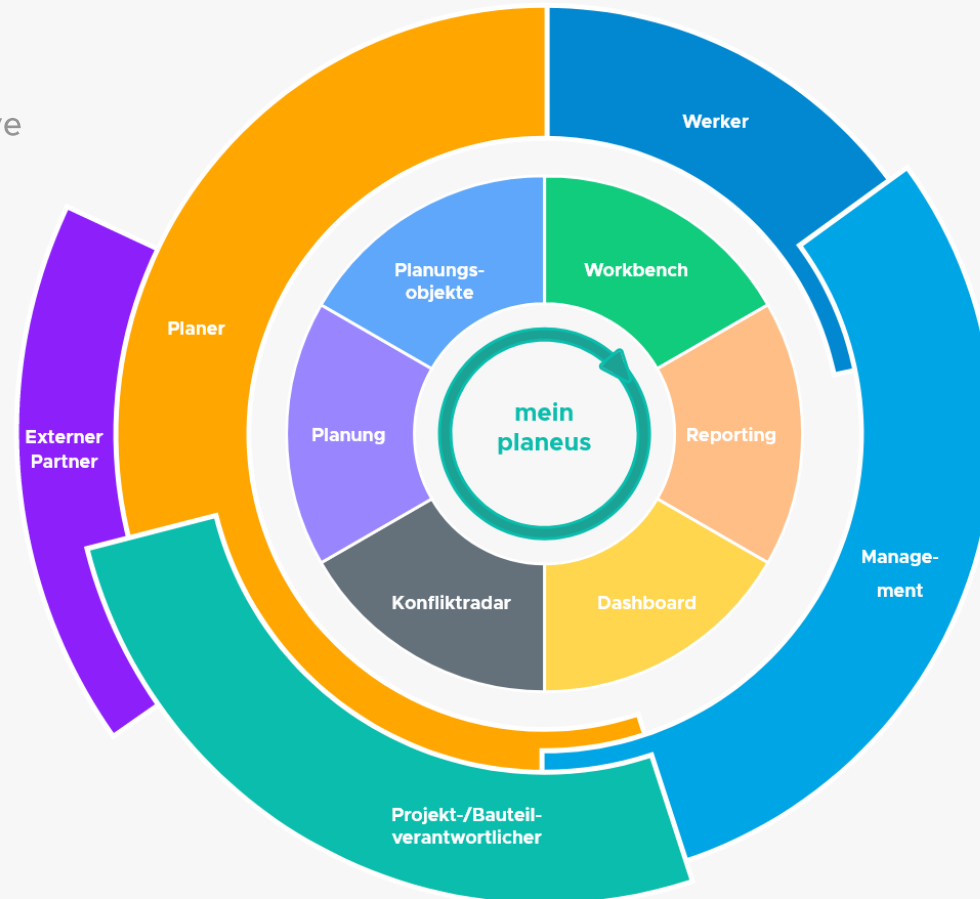 Werker
Planungs-
objekte
Workbench
Planer
mein
planeus
Externer
Partner
Planung
Reporting
Manage-
ment
Konfliktradar
Dashboard
Projekt-/Bauteil-
verantwortlicher